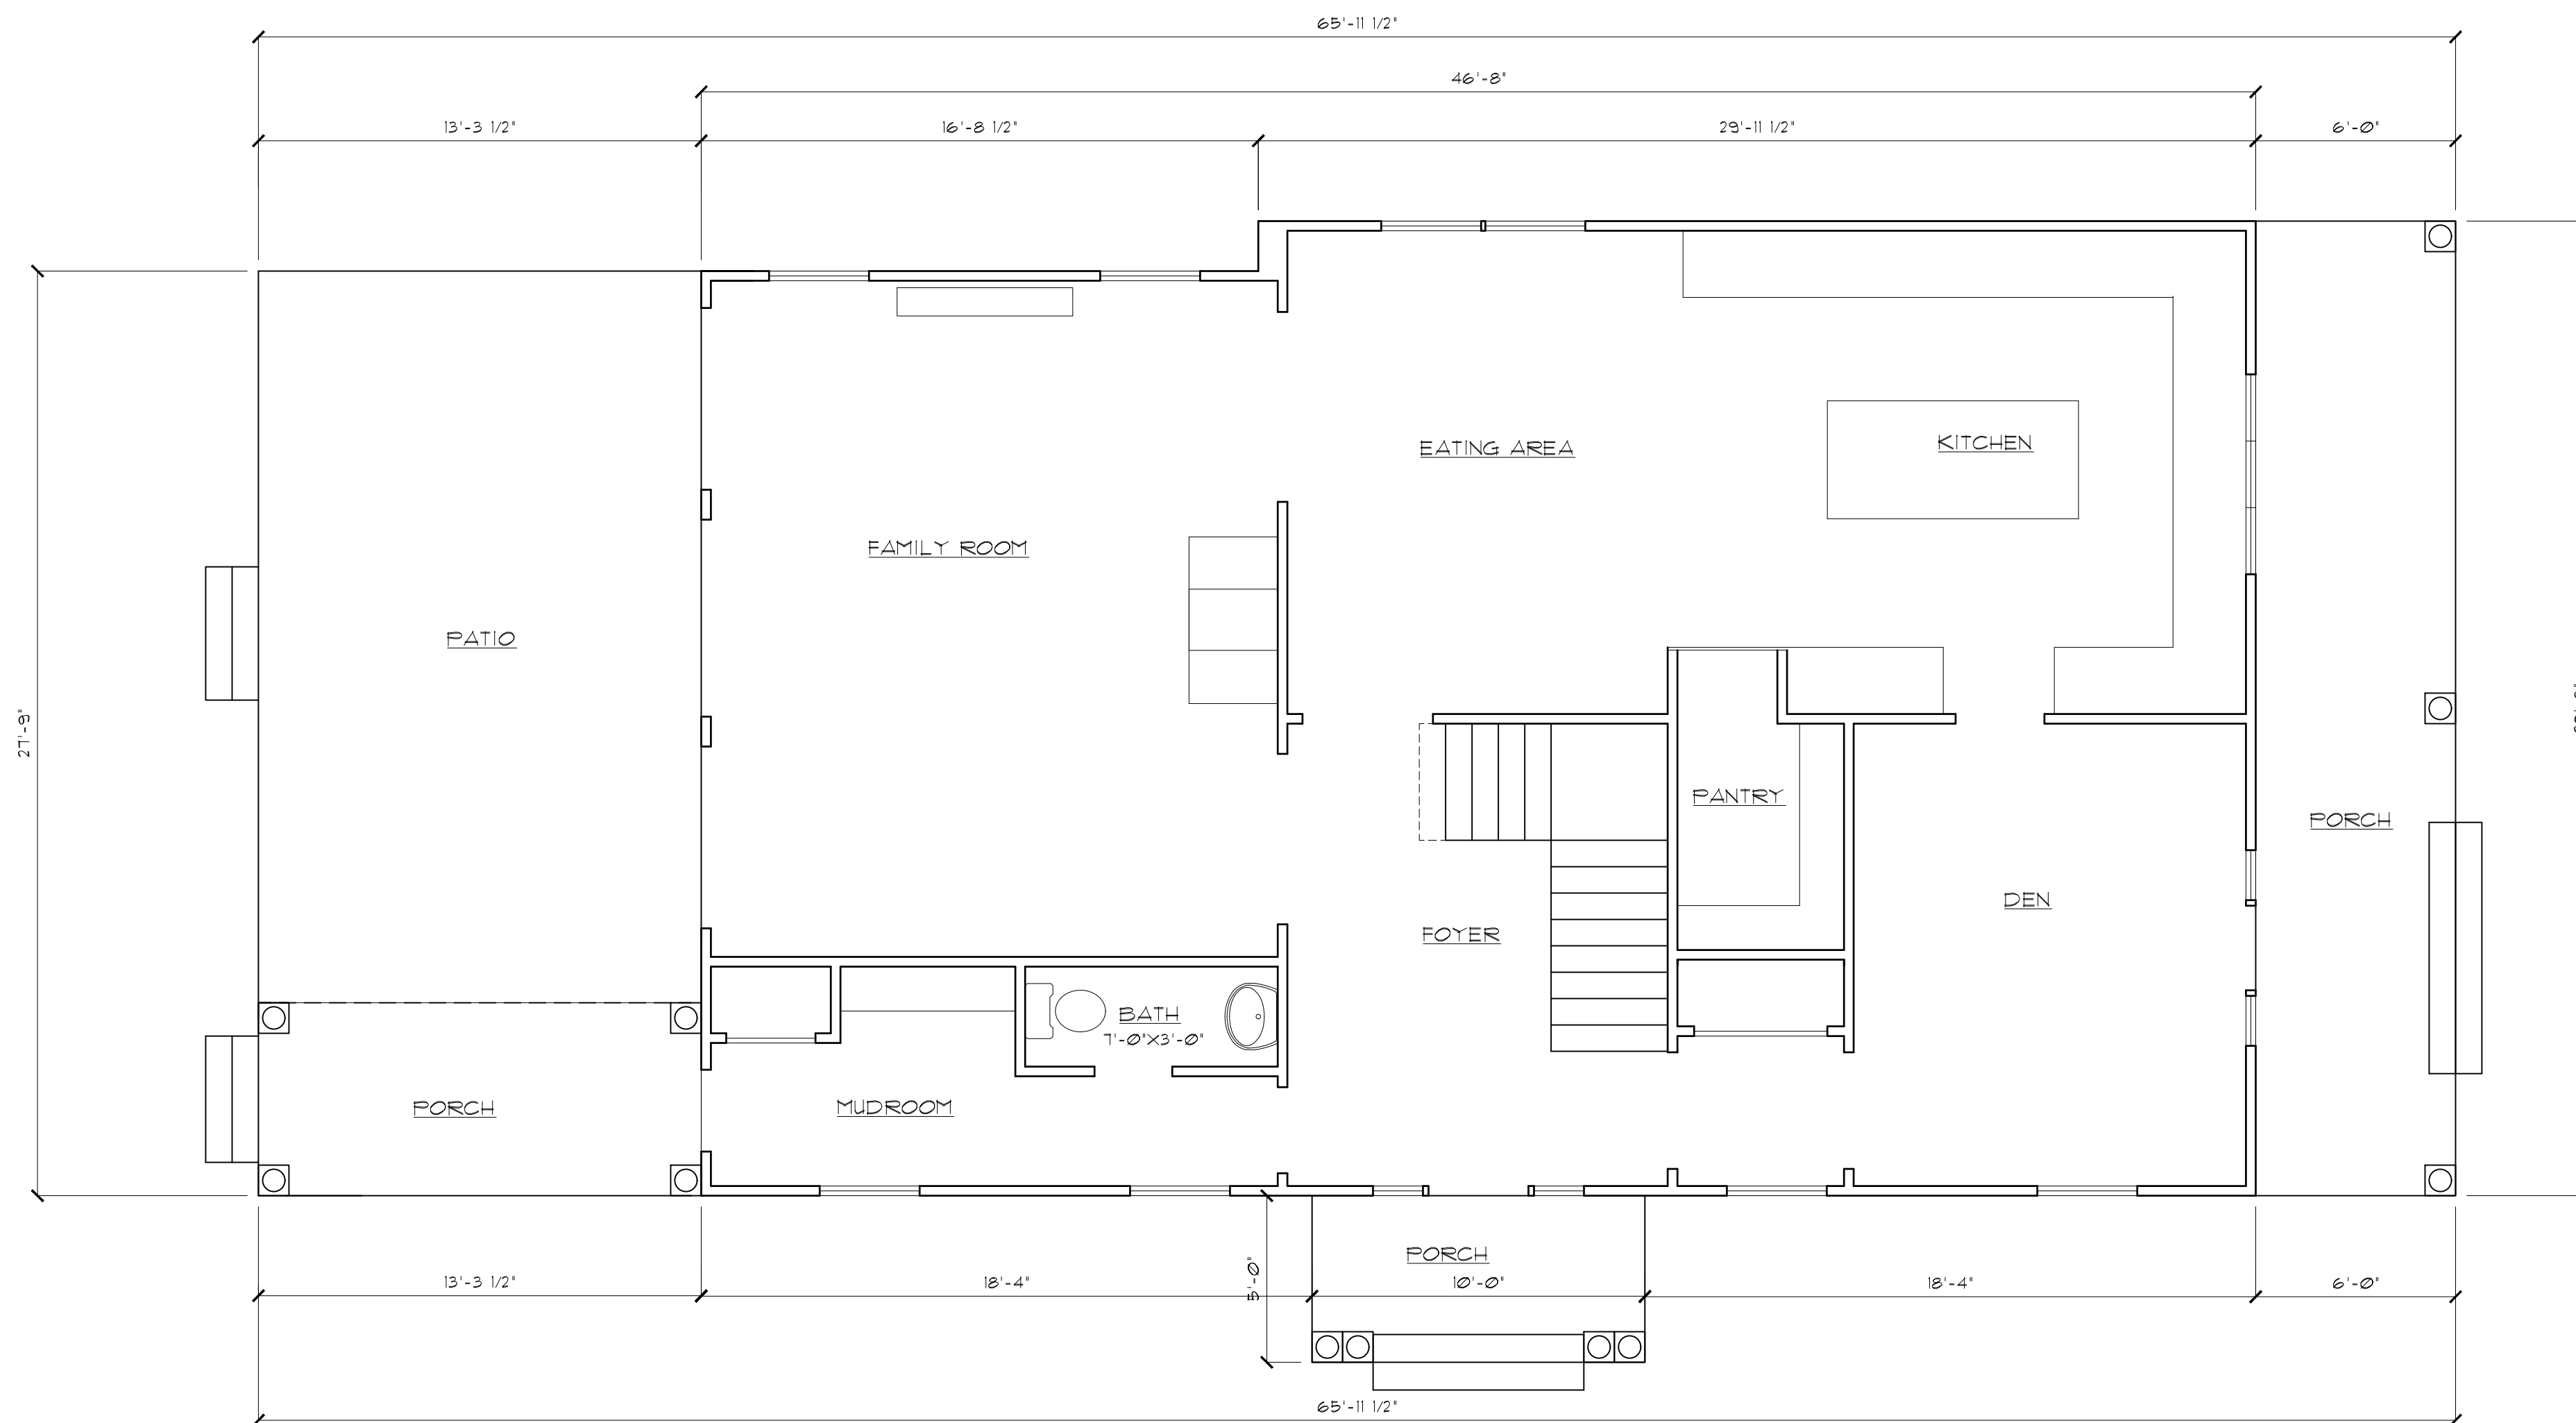 65'-11 1/2"
46'-8"
13'-3 1/2"
16'-8 1/2"
29'-11 1/2"
6'-0"
EATING AREA
KITCHEN
FAMILY ROOM
PATIO
27'-9"
PANTRY
PORCH
DEN
FOYER
BATH
7'-0"X3'-0"
PORCH
MUDROOM
PORCH
5'-0"
13'-3 1/2"
18'-4"
10'-0"
18'-4"
6'-0"
65'-11 1/2"